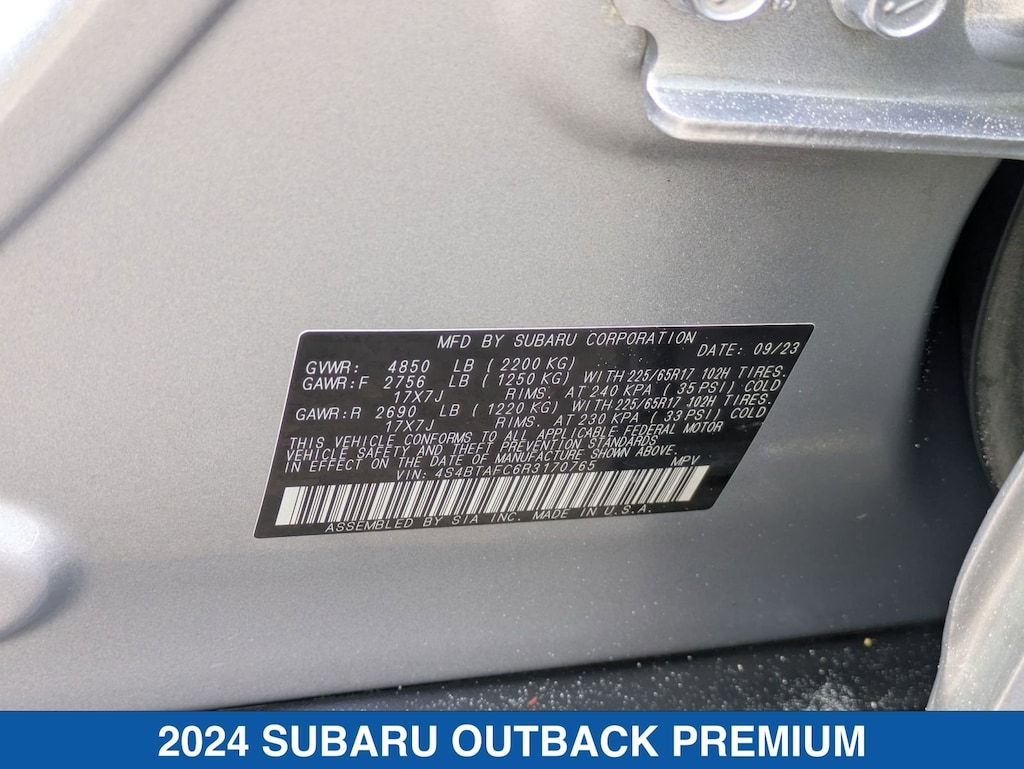 MFD BY SUBARU CORPORATION
DATE: 09/23
GVWR: 4850 LB (2200 KG)
GAWR:F 2756 LB (1250 KG) WITH 225/65R17 102H TIRES.
17X7J RIMS. AT 240 KPA (35 PSI) COLD
GAWR:R 2690 LB (1220 KG) WITH 225/65R17 102H TIRES.
17X7J RIMS. AT 230 KPA (33 PSI) COLD
THIS VEHICLE CONFORMS TO ALL APPLICABLE FEDERAL MOTOR
VEHICLE SAFETY AND THEFT PREVENTION STANDARDS
IN EFFECT ON THE DATE OF MANUFACTURE SHOWN ABOVE.
VIN: 4S4BTAFC6R3170765 MPV
ASSEMBLED BY SIA INC. MADE IN U.S.A.
2024 SUBARU OUTBACK PREMIUM